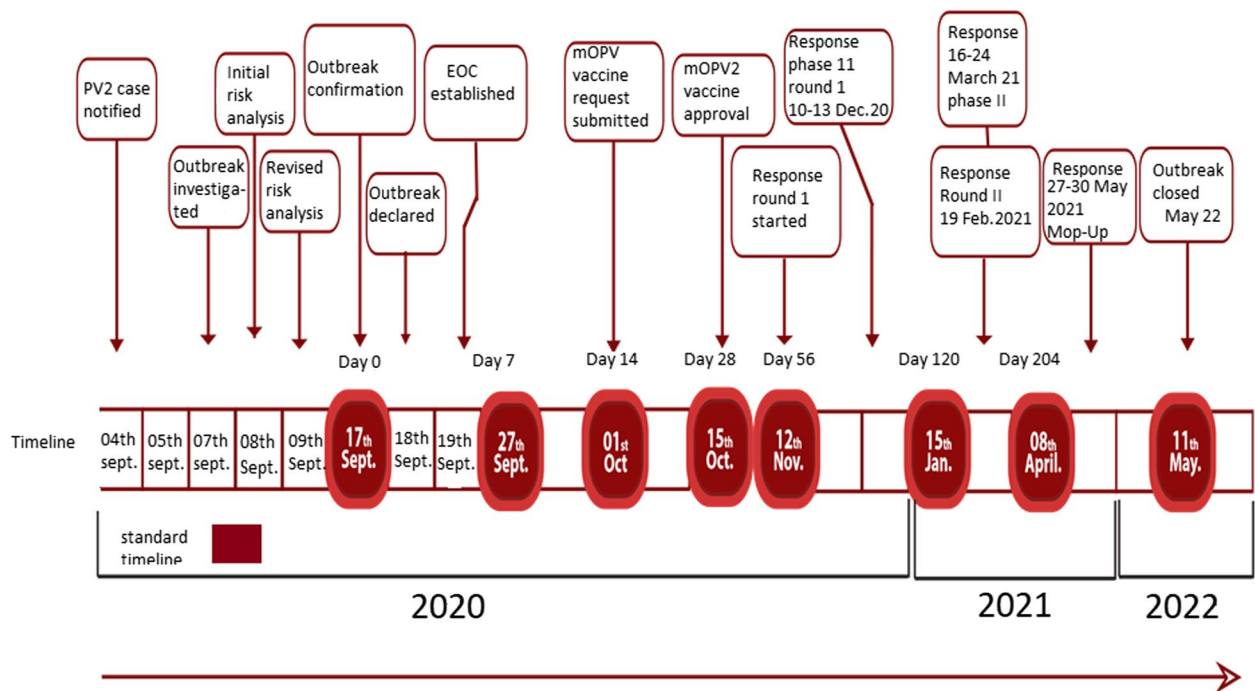 PV2 case
notified
Outbreak
investiga-
ted
Initial
risk
analysis
Revised
risk
analysis
Outbreak
confirmation
Outbreak
declared
EOC
established
mOPV
vaccine
request
submitted
mOPV2
vaccine
approval
Response
round 1
started
Response
phase 11
round 1
10-13 Dec.20
Response
16-24
March 21
phase II
Response
Round II
19 Feb.2021
Response
27-30 May
2021
Mop-Up
Outbreak
closed
May 22
Day 0
Day 7
Day 14
Day 28
Day 56
Day 120
Day 204
Timeline
04th
sept.
05th
sept.
07th
sept.
08th
Sept.
09th
Sept.
17th
Sept.
18th
Sept.
19th
Sept.
27th
Sept.
01st
Oct
15th
Oct.
12th
Nov.
15th
Jan.
08th
April.
11th
May.
standard
timeline
2020
2021
2022